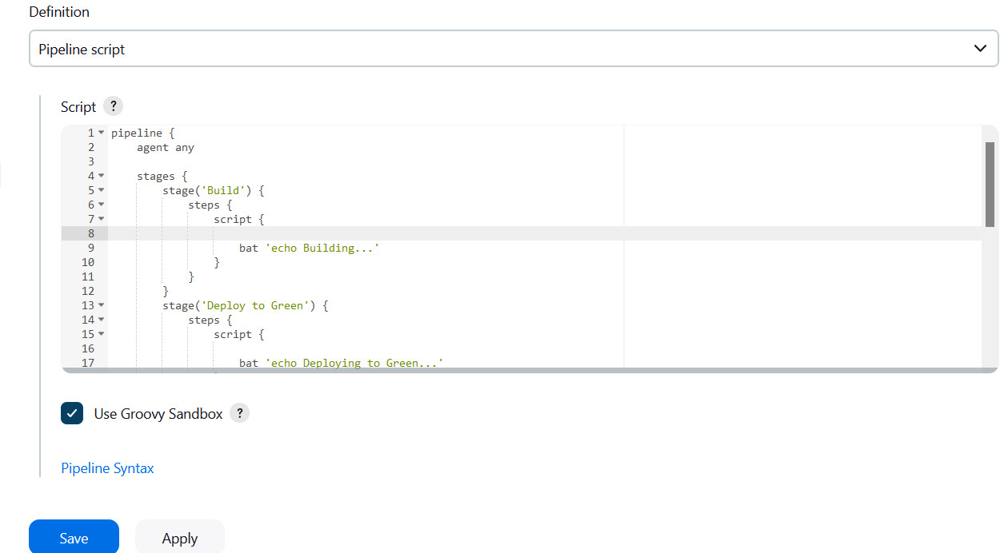 Definition
Pipeline script
Script ?
1 pipeline {
2     agent any
3
4     stages {
5         stage('Build') {
6             steps {
7                 script {
8
9                     bat 'echo Building...'
10                 }
11             }
12         }
13         stage('Deploy to Green') {
14             steps {
15                 script {
16
17                     bat 'echo Deploying to Green...'
Use Groovy Sandbox ?
Pipeline Syntax
Save Apply